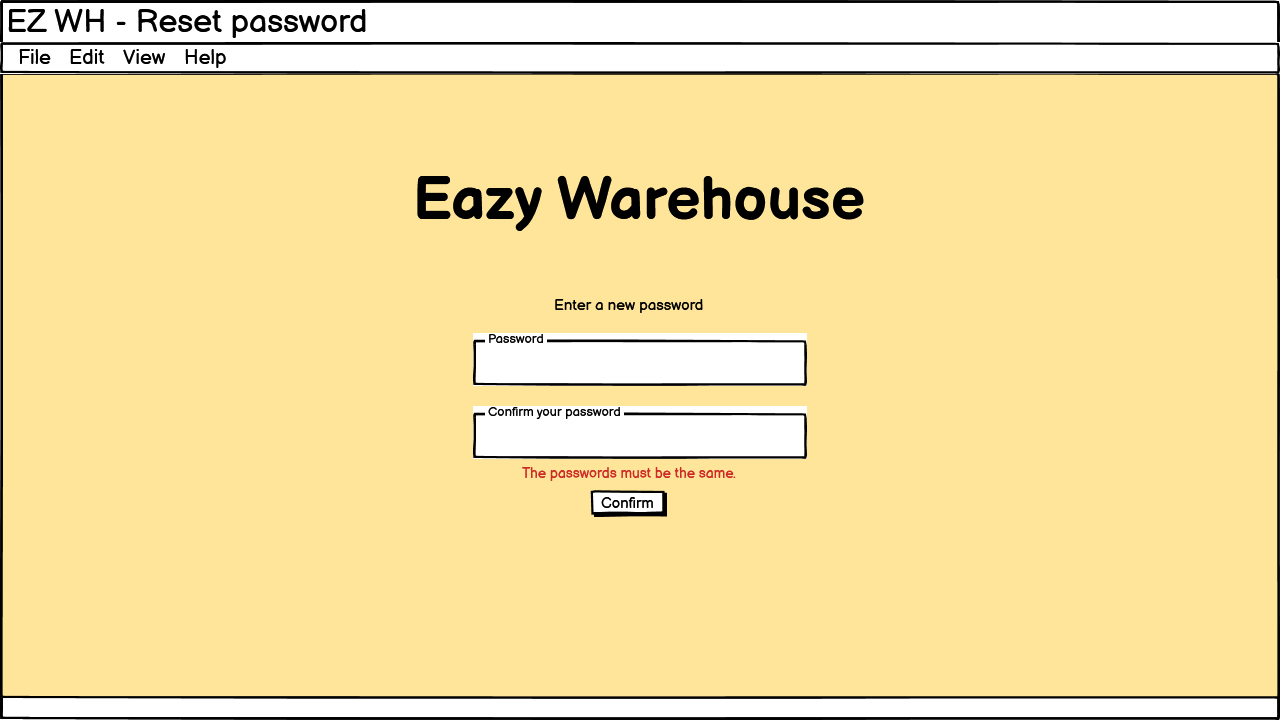 EZ WH - Reset password
File Edit View Help
Eazy Warehouse
Enter a new password
Password
Confirm your password
The passwords must be the same.
Confirm